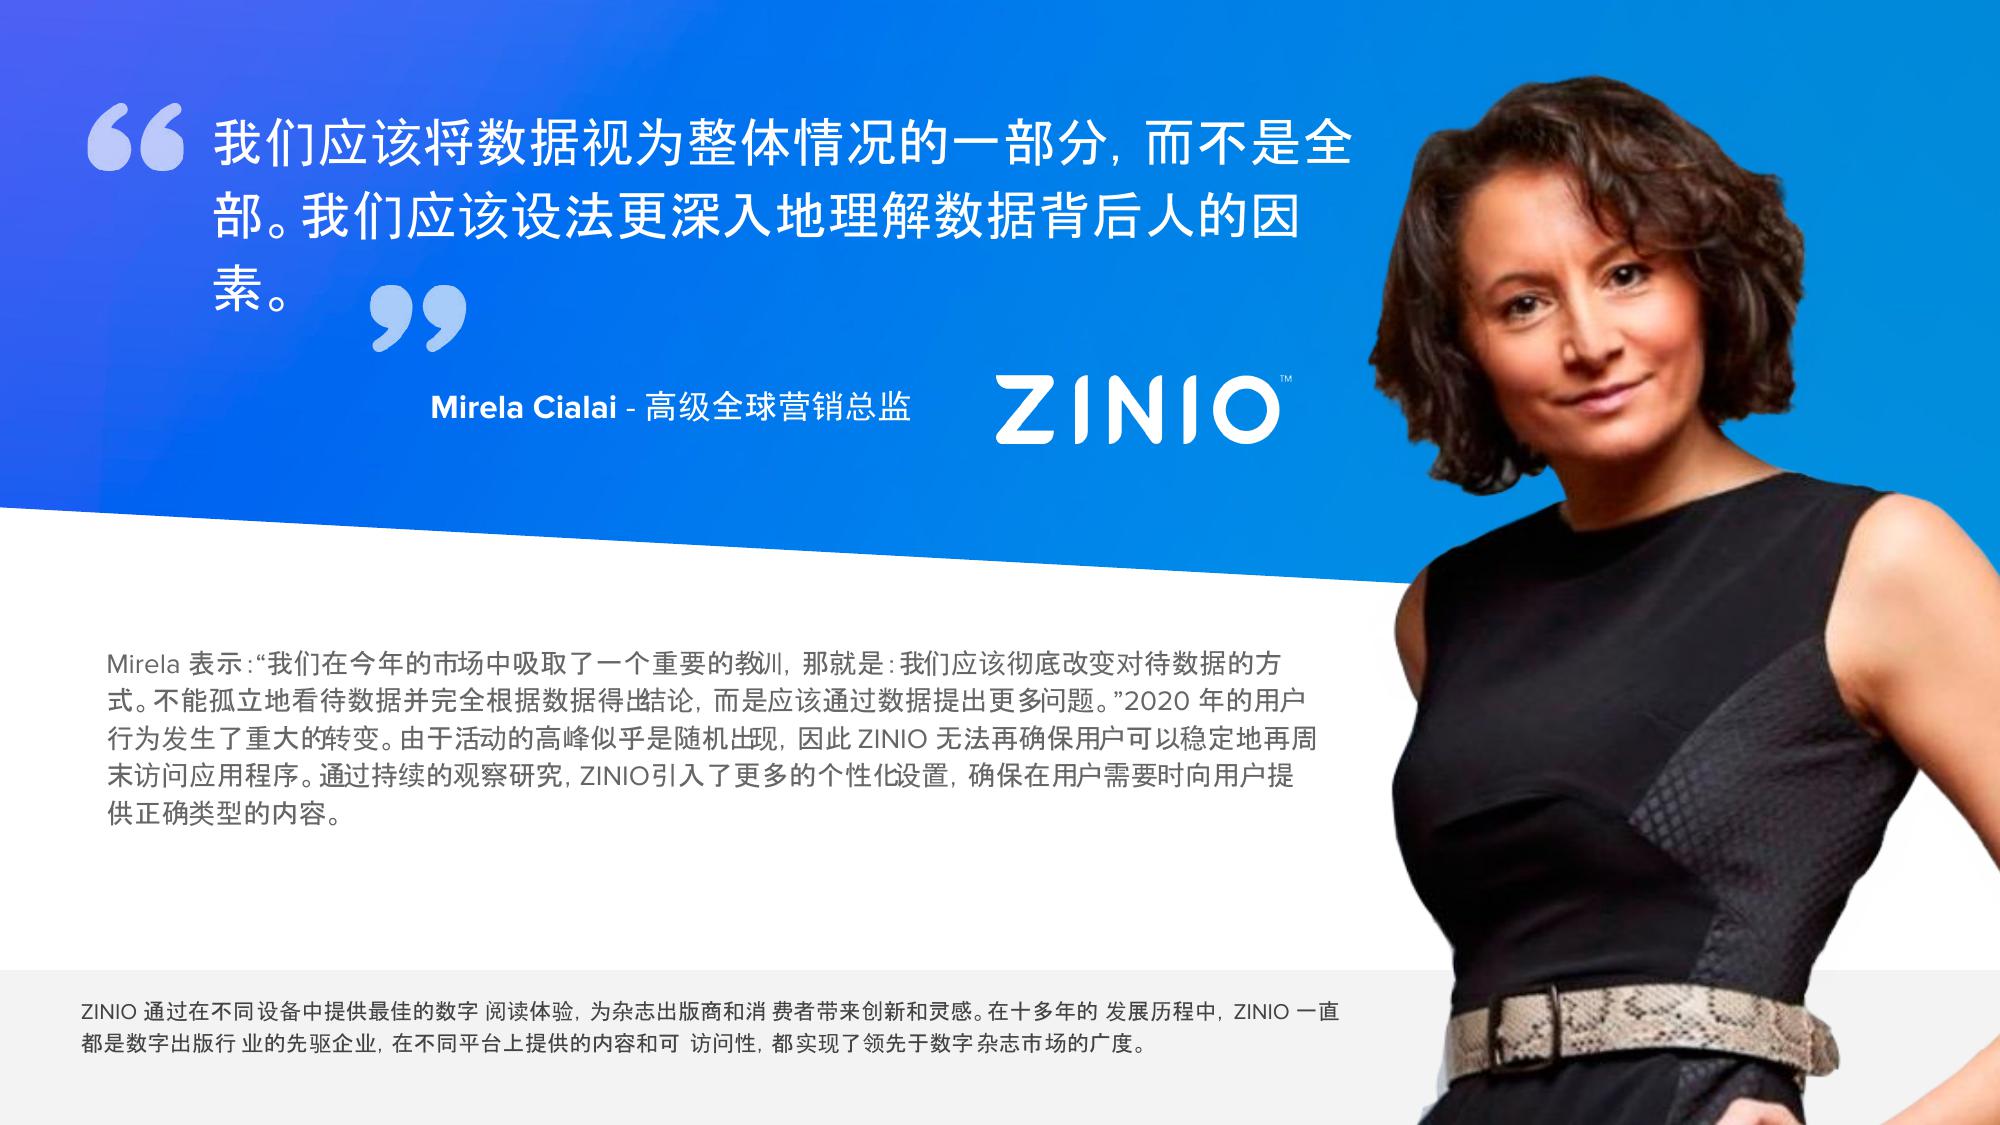 我们应该将数据视为整体情况的一部分, 而不是全
部。我们应该设法更深入地理解数据背后人的因
素。
Mirela Cialai - 高级全球营销总监
ZINIO™
Mirela 表示:“我们在今年的市场中吸取了一个重要的教训, 那就是:我们应该彻底改变对待数据的方
式。不能孤立地看待数据并完全根据数据得出结论, 而是应该通过数据提出更多问题。”2020 年的用户
行为发生了重大的转变。由于活动的高峰似乎是随机出现, 因此 ZINIO 无法再确保用户可以稳定地再周
末访问应用程序。通过持续的观察研究, ZINIO引入了更多的个性化设置, 确保在用户需要时向用户提
供正确类型的内容。
ZINIO 通过在不同设备中提供最佳的数字 阅读体验, 为杂志出版商和消 费者带来创新和灵感。在十多年的 发展历程中, ZINIO 一直
都是数字出版行 业的先驱企业, 在不同平台上提供的内容和可 访问性, 都实现了领先于数字杂志市场的广度。